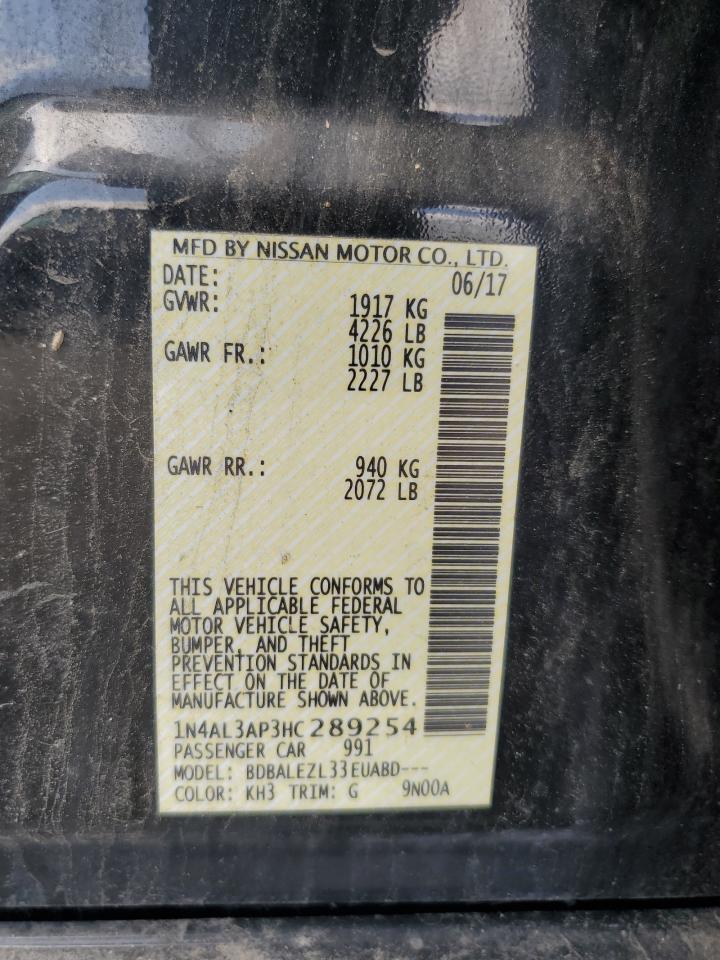 MFD BY NISSAN MOTOR CO., LTD.
DATE: 06/17
GVWR: 1917 KG
4226 LB
GAWR FR.: 1010 KG
2227 LB
GAWR RR.: 940 KG
2072 LB
THIS VEHICLE CONFORMS TO
ALL APPLICABLE FEDERAL
MOTOR VEHICLE SAFETY,
BUMPER, AND THEFT
PREVENTION STANDARDS IN
EFFECT ON THE DATE OF
MANUFACTURE SHOWN ABOVE.
1N4AL3AP3HC289254
PASSENGER CAR 991
MODEL: BDBALEZL33EUABD---
COLOR: KH3 TRIM: G 9N00A